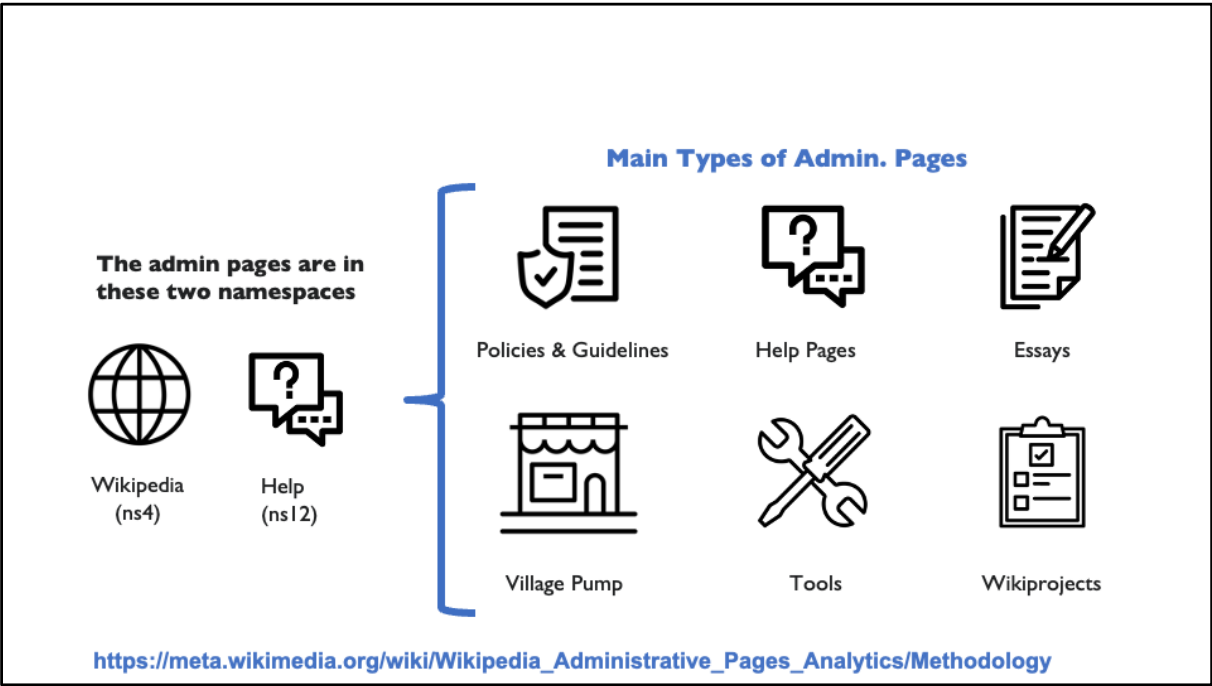 Main Types of Admin. Pages
The admin pages are in
these two namespaces
Wikipedia
(ns4)
Help
(ns12)
Policies & Guidelines
Help Pages
Essays
Village Pump
Tools
Wikiprojects
https://meta.wikimedia.org/wiki/Wikipedia_Administrative_Pages_Analytics/Methodology